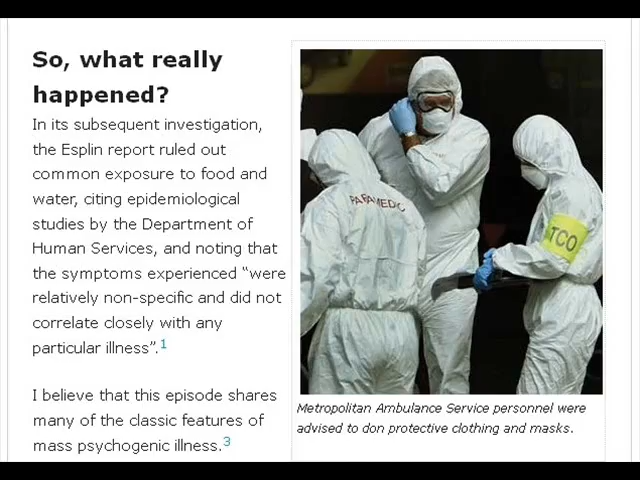 So, what really
happened?
In its subsequent investigation,
the Esplin report ruled out
common exposure to food and
water, citing epidemiological
studies by the Department of
Human Services, and noting that
the symptoms experienced “were
relatively non-specific and did not
correlate closely with any
particular illness”.1
I believe that this episode shares
many of the classic features of
mass psychogenic illness.3
PARAMEDIC
TCO
Metropolitan Ambulance Service personnel were
advised to don protective clothing and masks.